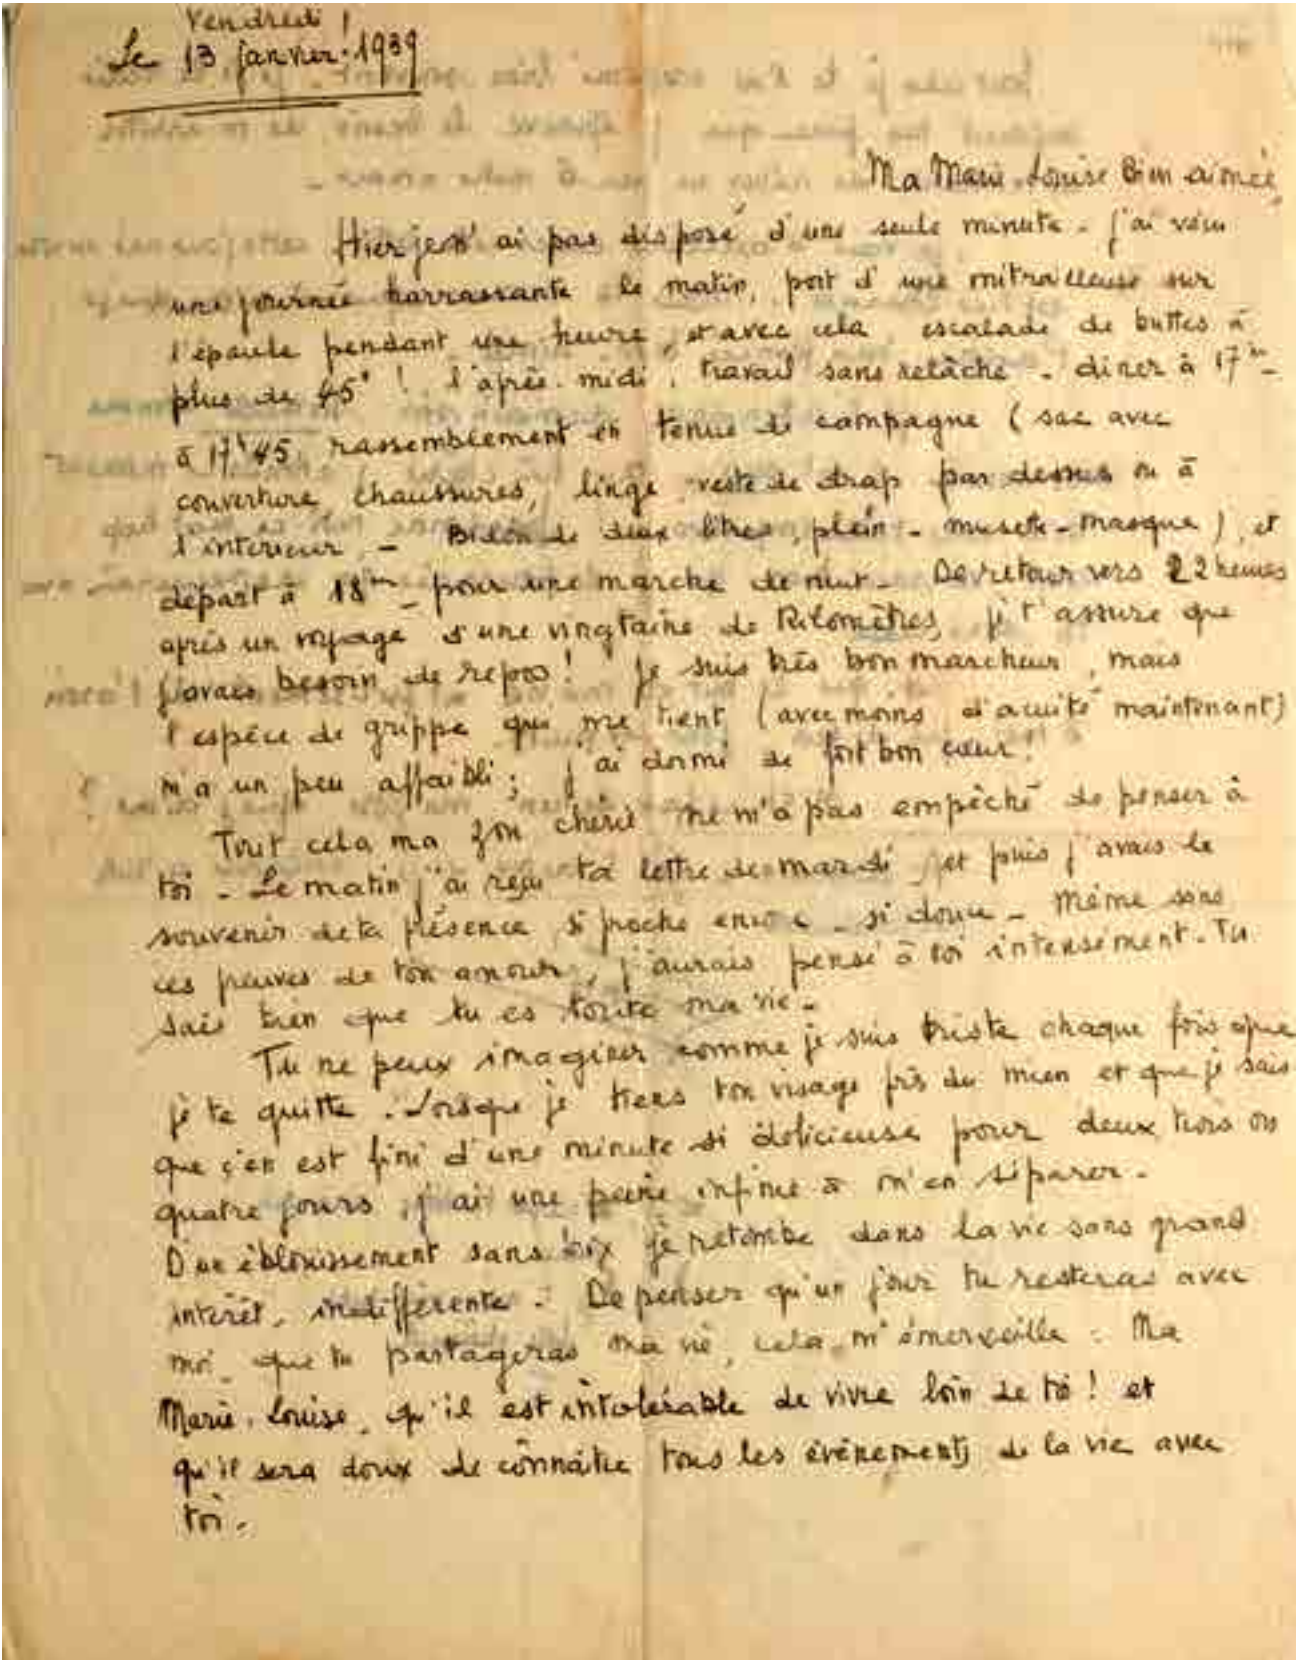 Vendredi !
Le 13 janvier 1939
Ma Marie Louise bien aimée,
Hier je n'ai pas disposé d'une seule minute - j'ai vécu
une journée harrassante le matin, port d'une mitrailleuse sur
l'épaule pendant une heure, et avec cela escalade de buttes à
plus de 45° ! l'après-midi, travail sans relâche - diner à 17h -
à 17h45 rassemblement en tenue de campagne (sac avec
couverture chaussures, linge, veste de drap par dessus ou à
l'intérieur - Bidon de deux litres, plein - musette - masque), et
départ à 18h - pour une marche de nuit - De retour vers 22 heures
après un voyage d'une vingtaine de Kilomètres, je t'assure que
j'avais besoin de repos ! Je suis très bon marcheur, mais
l'espèce de grippe qui me tient (avec moins d'acuité maintenant)
m'a un peu affaibli ; j'ai dormi de fort bon cœur !
Tout cela ma chérie ne m'a pas empêché de penser à
toi - Le matin j'ai reçu ta lettre de mardi, et puis j'avais le
souvenir de ta présence si proche encore - si douce - Même sans
ces preuves de ton amour, j'aurais pensé à toi intensément - Tu
sais bien que tu es toute ma vie -
Tu ne peux imaginer comme je suis triste chaque fois que
je te quitte. Lorsque je tiens ton visage près du mien et que je sais
que c'en est fini d'une minute si délicieuse pour deux, trois ou
quatre jours, j'ai une peine infinie à m'en séparer -
D'un éblouissement sans je retombe dans la vie sans grand
intérêt, indifférente. De penser qu'un jour tu resteras avec
moi, que tu partageras ma vie, cela m'émerveille. Ma
Marie-Louise, qu'il est intolérable de vivre loin de toi ! et
qu'il sera doux de connaître tous les événements de la vie avec
toi.